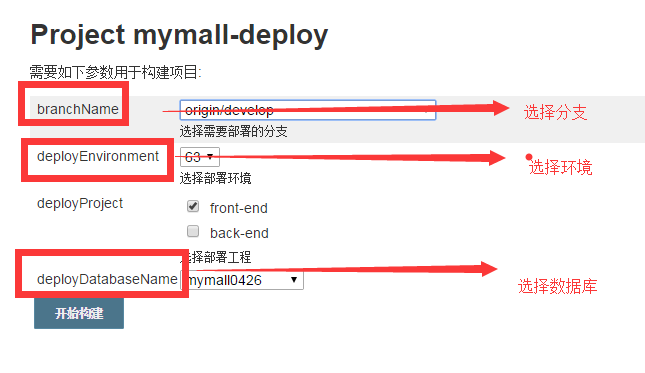 Project mymall-deploy
需要如下参数用于构建项目:
branchName
origin/develop
选择分支
选择需要部署的分支
deployEnvironment
63
选择环境
选择部署环境
deployProject
front-end
back-end
选择部署工程
deployDatabaseName
mymall0426
选择数据库
开始构建